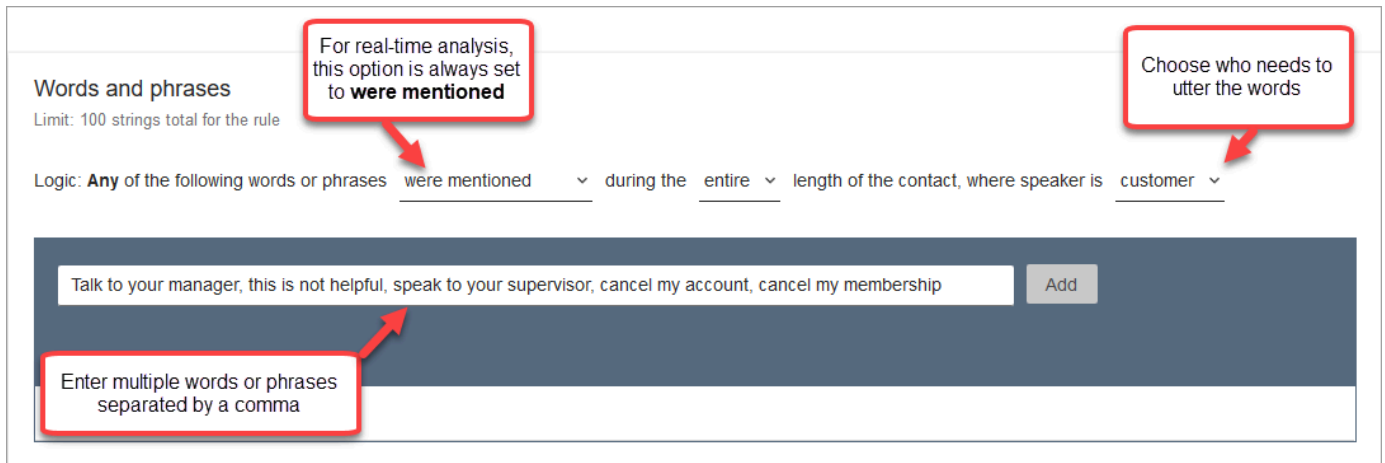 For real-time analysis,
this option is always set
to were mentioned
Choose who needs to
utter the words
Words and phrases
Limit: 100 strings total for the rule
Logic: Any of the following words or phrases were mentioned during the entire length of the contact, where speaker is customer
Talk to your manager, this is not helpful, speak to your supervisor, cancel my account, cancel my membership
Add
Enter multiple words or phrases
separated by a comma